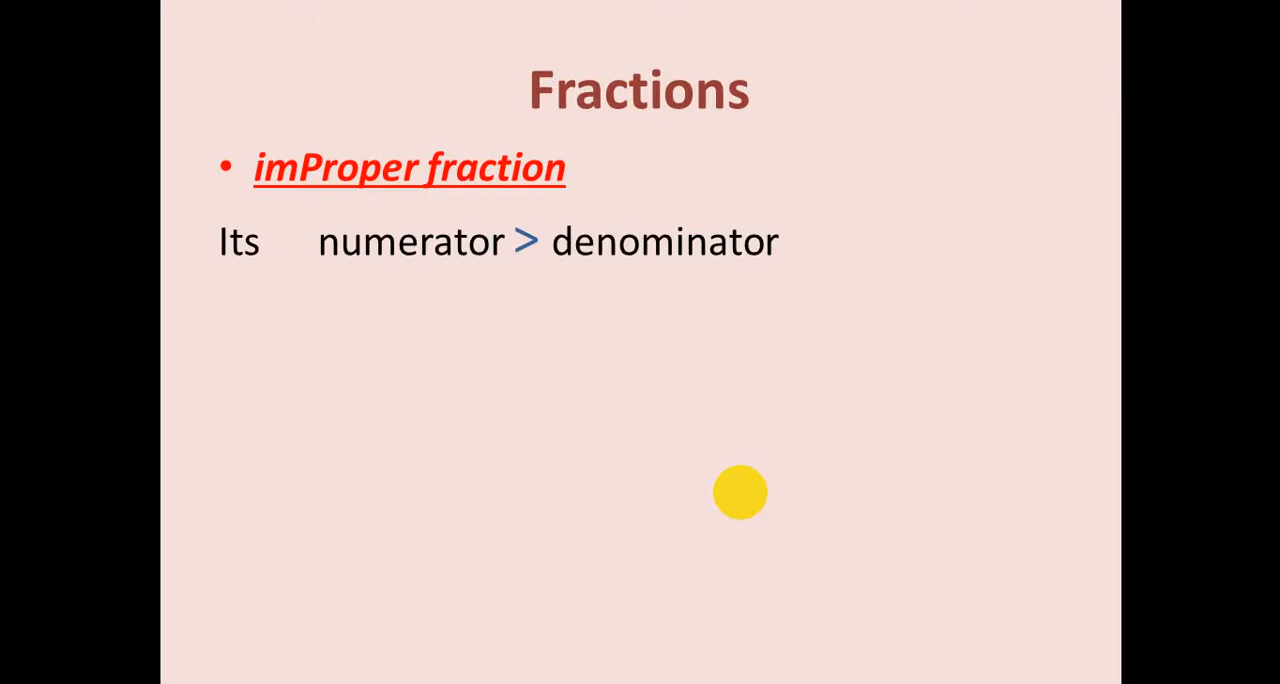 Fractions
• imProper fraction
Its numerator > denominator